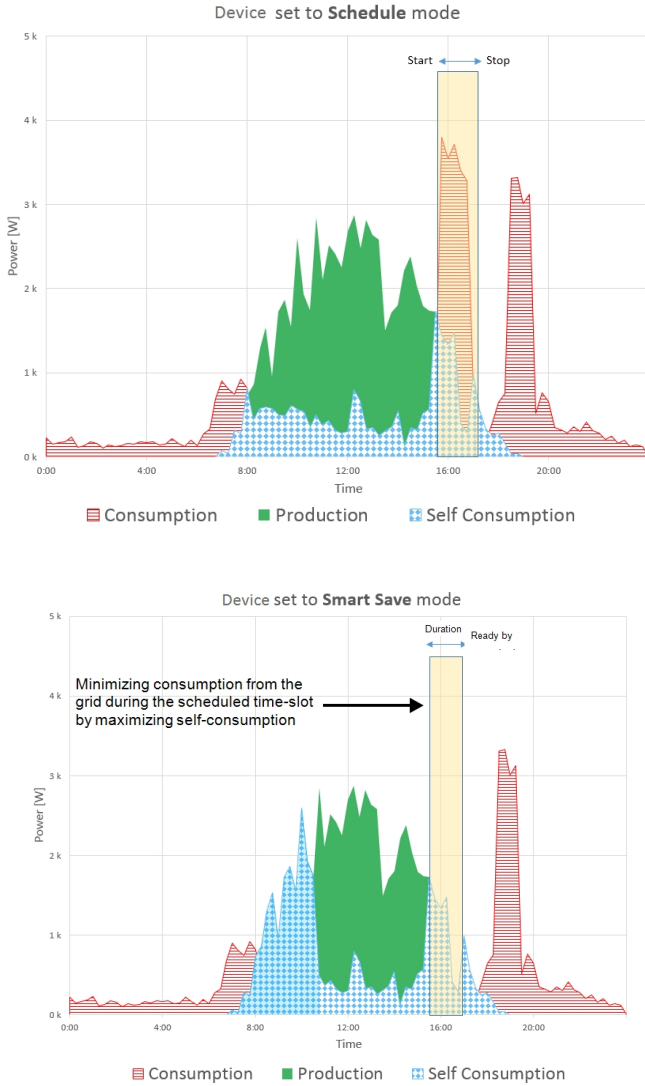 Device set to Schedule mode
5 k
4 k
3 k
2 k
1 k
0 k
Power [W]
Start
Stop
0:00 4:00 8:00 12:00 16:00 20:00
Time
Consumption Production Self Consumption
Device set to Smart Save mode
5 k
4 k
3 k
2 k
1 k
0 k
Power [W]
Duration
Ready by
Minimizing consumption from the
grid during the scheduled time-slot
by maximizing self-consumption
0:00 4:00 8:00 12:00 16:00 20:00
Time
Consumption Production Self Consumption